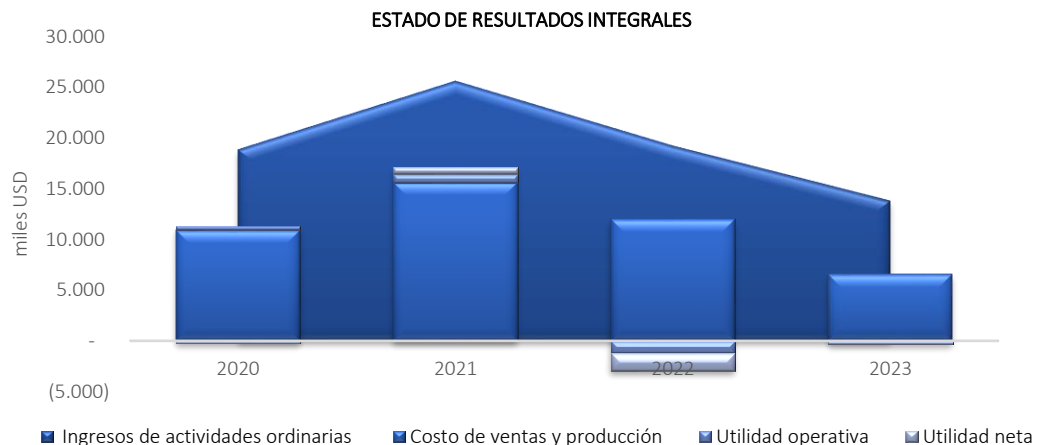 ESTADO DE RESULTADOS INTEGRALES
30.000
25.000
20.000
15.000
10.000
5.000
-
(5.000)
miles USD
2020 2021 2022 2023
Ingresos de actividades ordinarias Costo de ventas y producción Utilidad operativa Utilidad neta